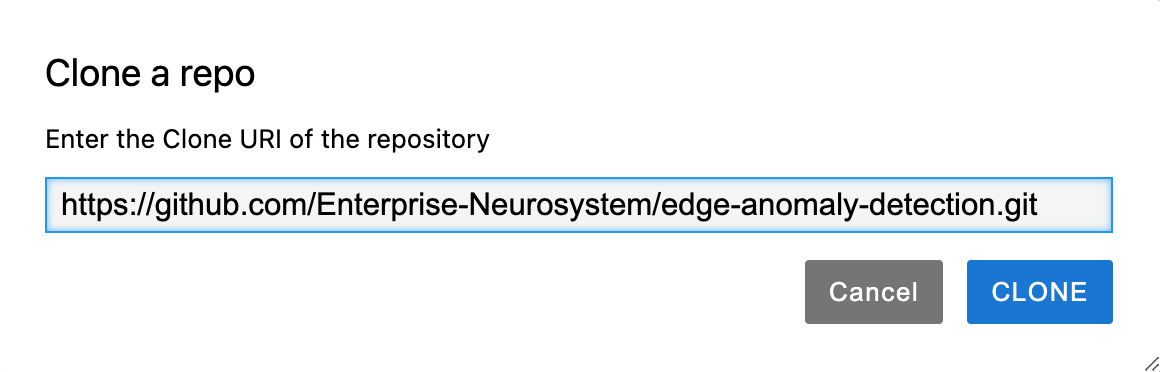 Clone a repo
Enter the Clone URI of the repository
https://github.com/Enterprise-Neurosystem/edge-anomaly-detection.git
Cancel CLONE